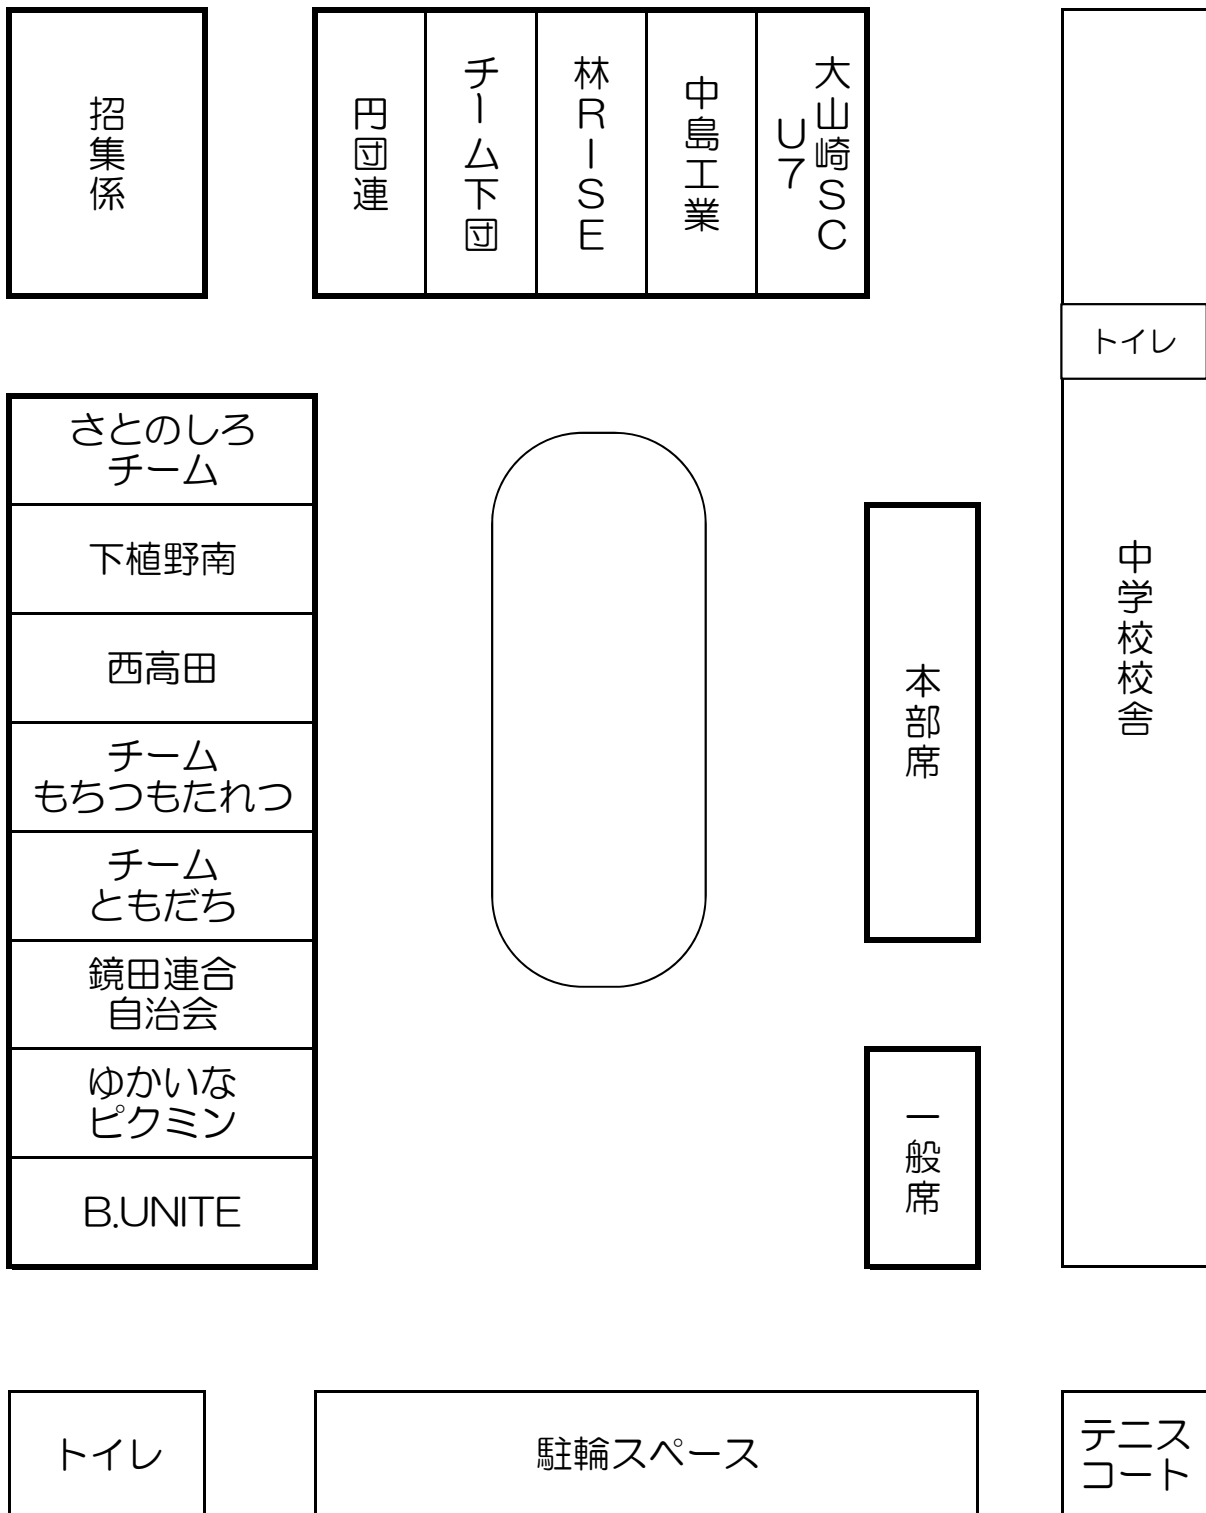 招集係
円団連
チーム下団
林RISE
中島工業
大山崎SC
U7
トイレ
さとのしろ
チーム
下植野南
西高田
チーム
もちつもたれつ
チーム
ともだち
鏡田連合
自治会
ゆかいな
ピクミン
B.UNITE
本部席
一般席
中学校校舎
トイレ
駐輪スペース
テニス
コート